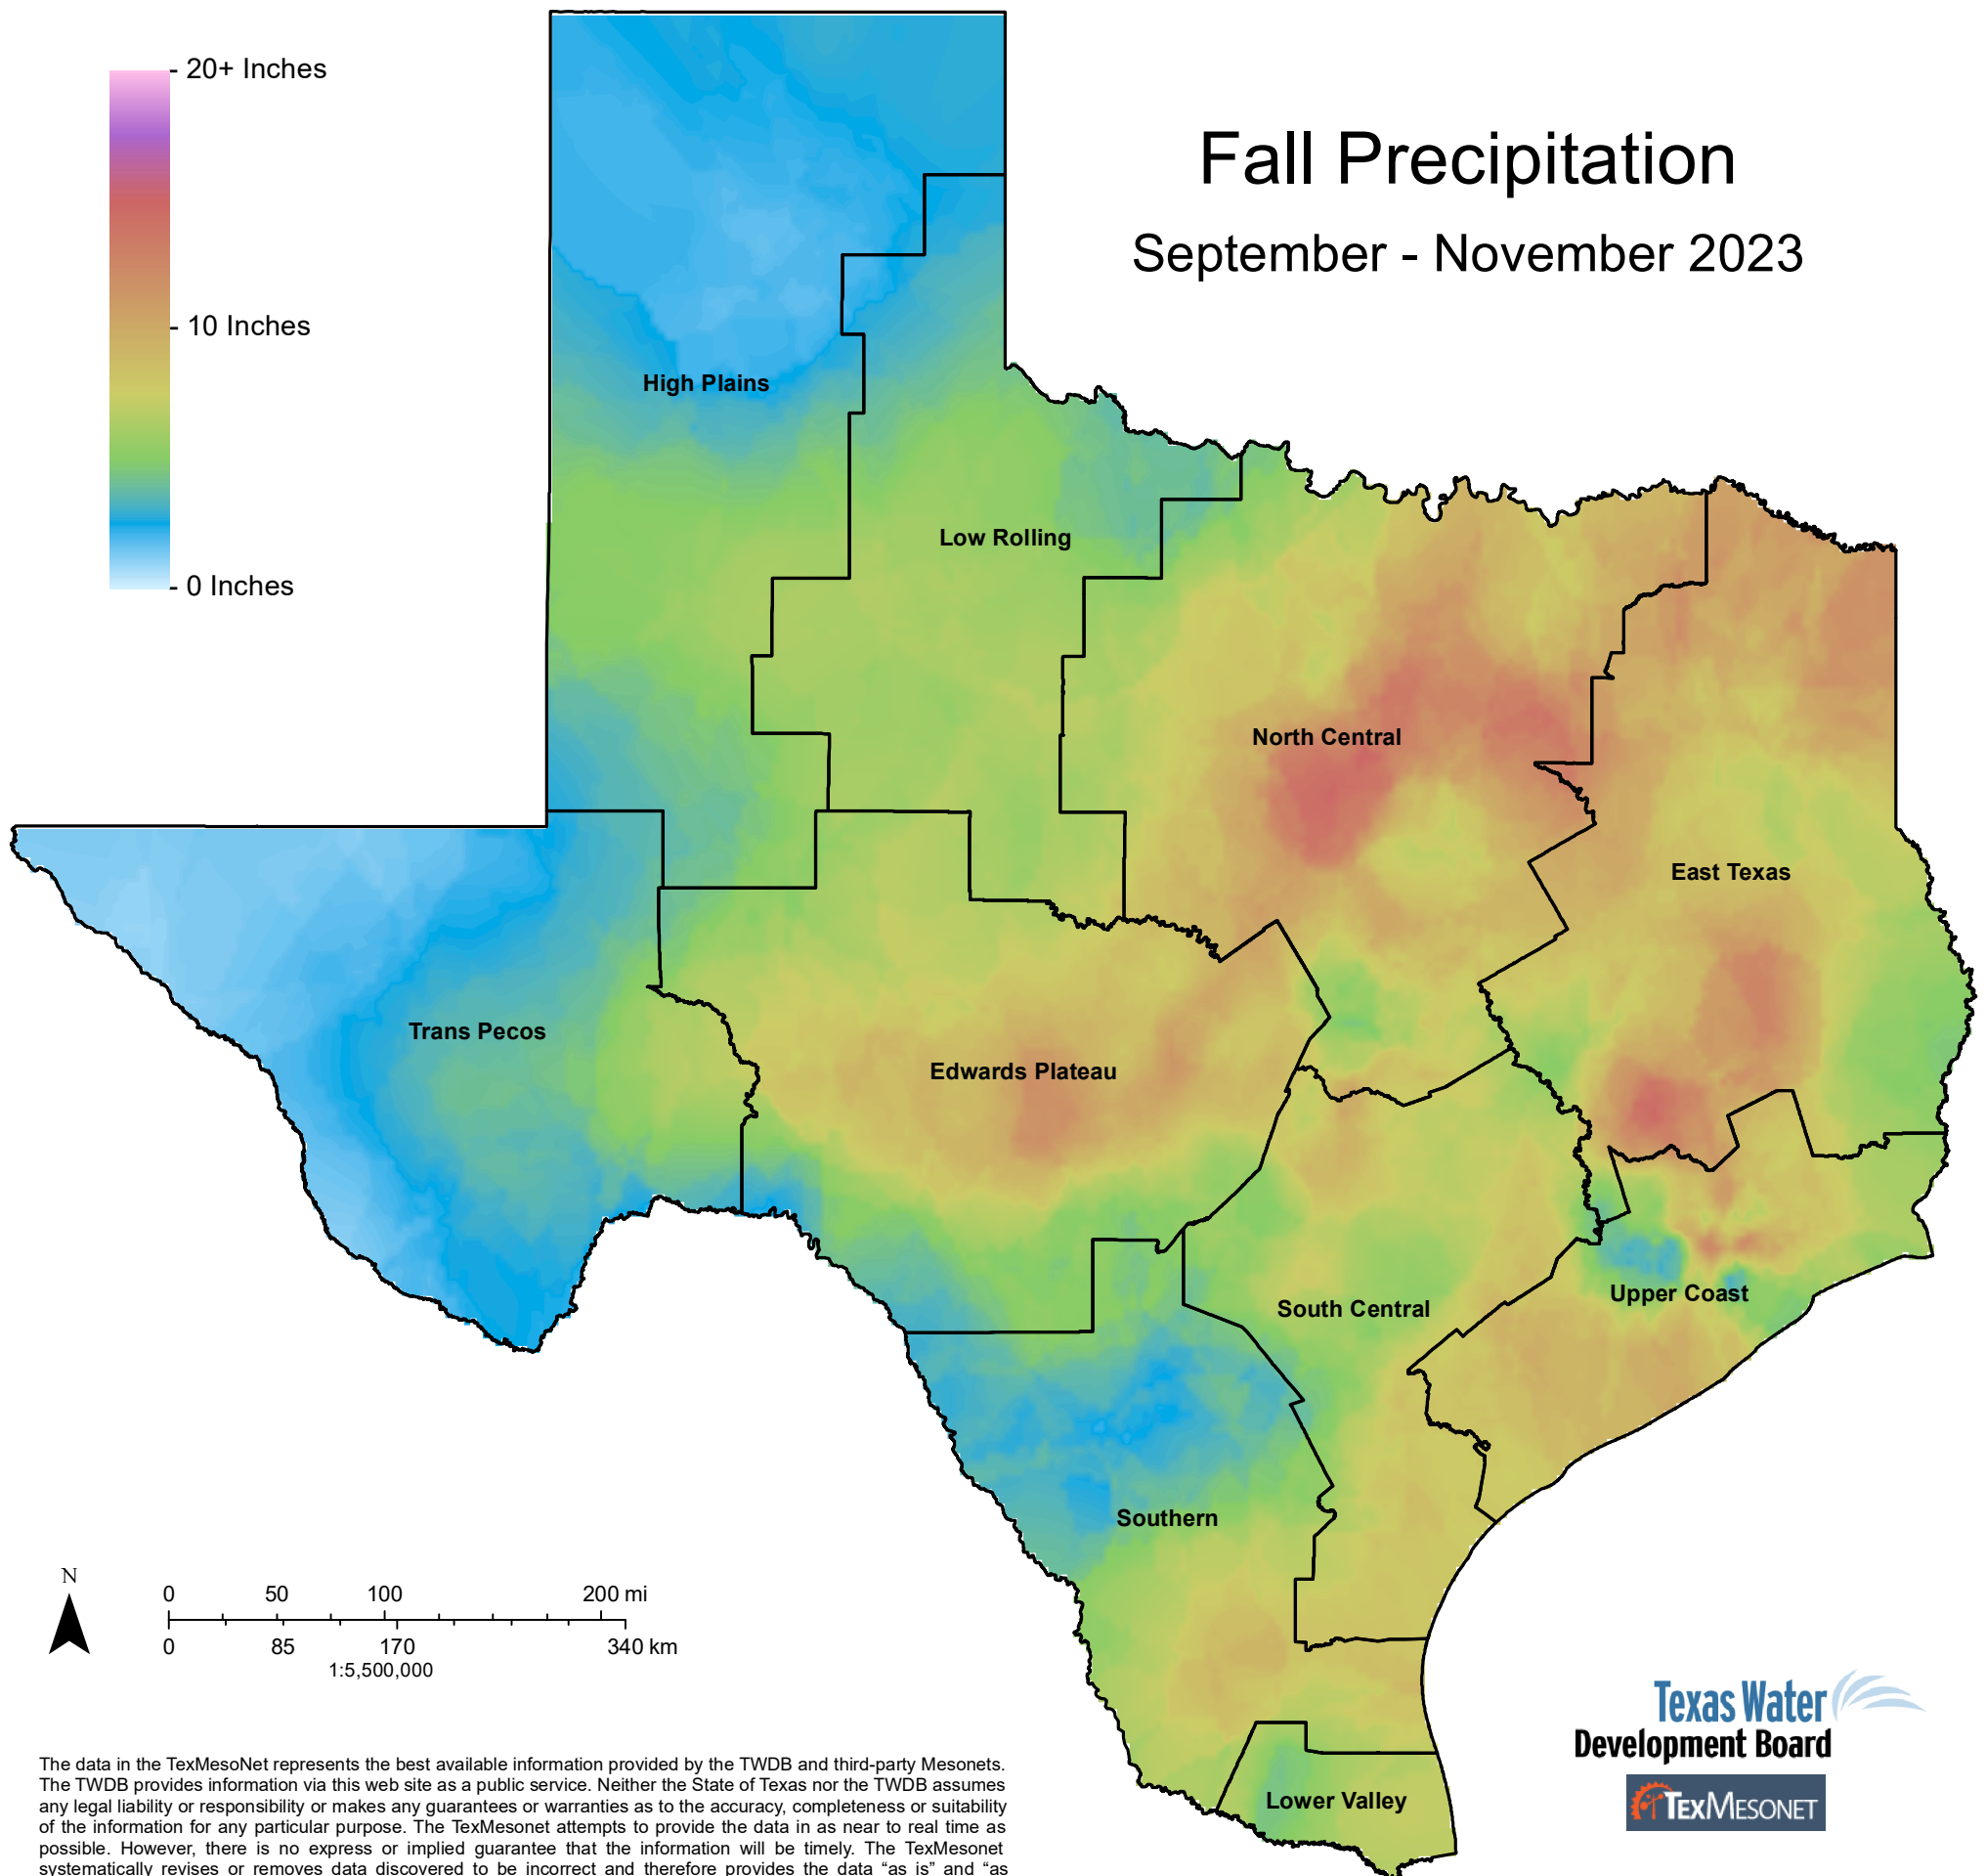 Fall Precipitation
September - November 2023
20+ Inches
10 Inches
0 Inches
High Plains
Low Rolling
North Central
East Texas
Trans Pecos
Edwards Plateau
South Central
Upper Coast
Southern
Lower Valley
N
0 50 100 200 mi
0 85 170 340 km
1:5,500,000
Texas Water
Development Board
TEXMESONET
The data in the TexMesoNet represents the best available information provided by the TWDB and third-party Mesonets.
The TWDB provides information via this web site as a public service. Neither the State of Texas nor the TWDB assumes
any legal liability or responsibility or makes any guarantees or warranties as to the accuracy, completeness or suitability
of the information for any particular purpose. The TexMesonet attempts to provide the data in as near to real time as
possible. However, there is no express or implied guarantee that the information will be timely. The TexMesonet
systematically revises or removes data discovered to be incorrect and therefore provides the data “as is” and “as